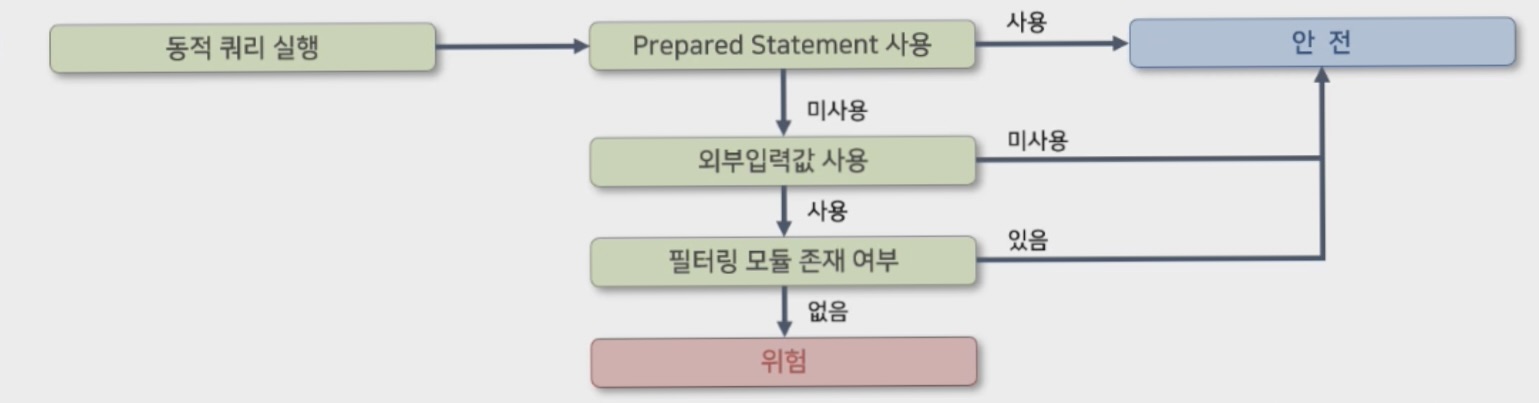 동적 쿼리 실행
Prepared Statement 사용
사용
안 전
미사용
외부입력값 사용
미사용
사용
필터링 모듈 존재 여부
있음
없음
위험